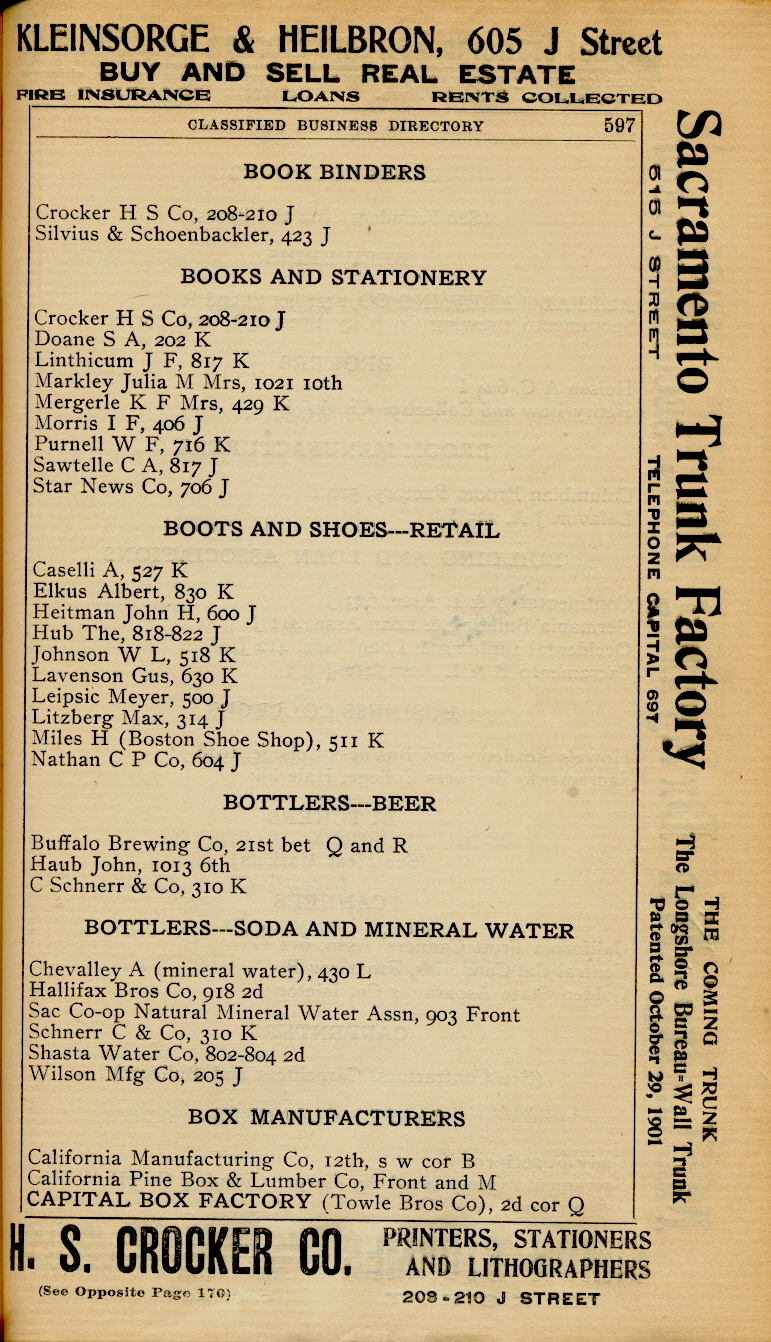 KLEINSORGE & HEILBRON, 605 J Street
BUY AND SELL REAL ESTATE
FIRE INSURANCE LOANS RENTS COLLECTED
CLASSIFIED BUSINESS DIRECTORY 597
BOOK BINDERS
Crocker H S Co, 208-210 J
Silvius & Schoenbackler, 423 J
BOOKS AND STATIONERY
Crocker H S Co, 208-210 J
Doane S A, 202 K
Linthicum J F, 817 K
Markley Julia M Mrs, 1021 10th
Mergerle K F Mrs, 429 K
Morris I F, 406 J
Purnell W F, 716 K
Sawtelle C A, 817 J
Star News Co, 706 J
BOOTS AND SHOES---RETAIL
Caselli A, 527 K
Elkus Albert, 830 K
Heitman John H, 600 J
Hub The, 818-822 J
Johnson W L, 518 K
Lavenson Gus, 630 K
Leipsic Meyer, 500 J
Litzberg Max, 314 J
Miles H (Boston Shoe Shop), 511 K
Nathan C P Co, 604 J
BOTTLERS---BEER
Buffalo Brewing Co, 21st bet Q and R
Haub John, 1013 6th
C Schnerr & Co, 310 K
BOTTLERS---SODA AND MINERAL WATER
Chevalley A (mineral water), 430 L
Hallifax Bros Co, 918 2d
Sac Co-op Natural Mineral Water Assn, 903 Front
Schnerr C & Co, 310 K
Shasta Water Co, 802-804 2d
Wilson Mfg Co, 205 J
BOX MANUFACTURERS
California Manufacturing Co, 12th, s w cor B
California Pine Box & Lumber Co, Front and M
CAPITAL BOX FACTORY (Towle Bros Co), 2d cor Q
Sacramento Trunk Factory
515 J STREET TELEPHONE CAPITAL 697
THE COMING TRUNK
The Longshore Bureau=Wall Trunk
Patented October 29, 1901
H. S. CROCKER CO.
(See Opposite Page 176)
PRINTERS, STATIONERS
AND LITHOGRAPHERS
208-210 J STREET